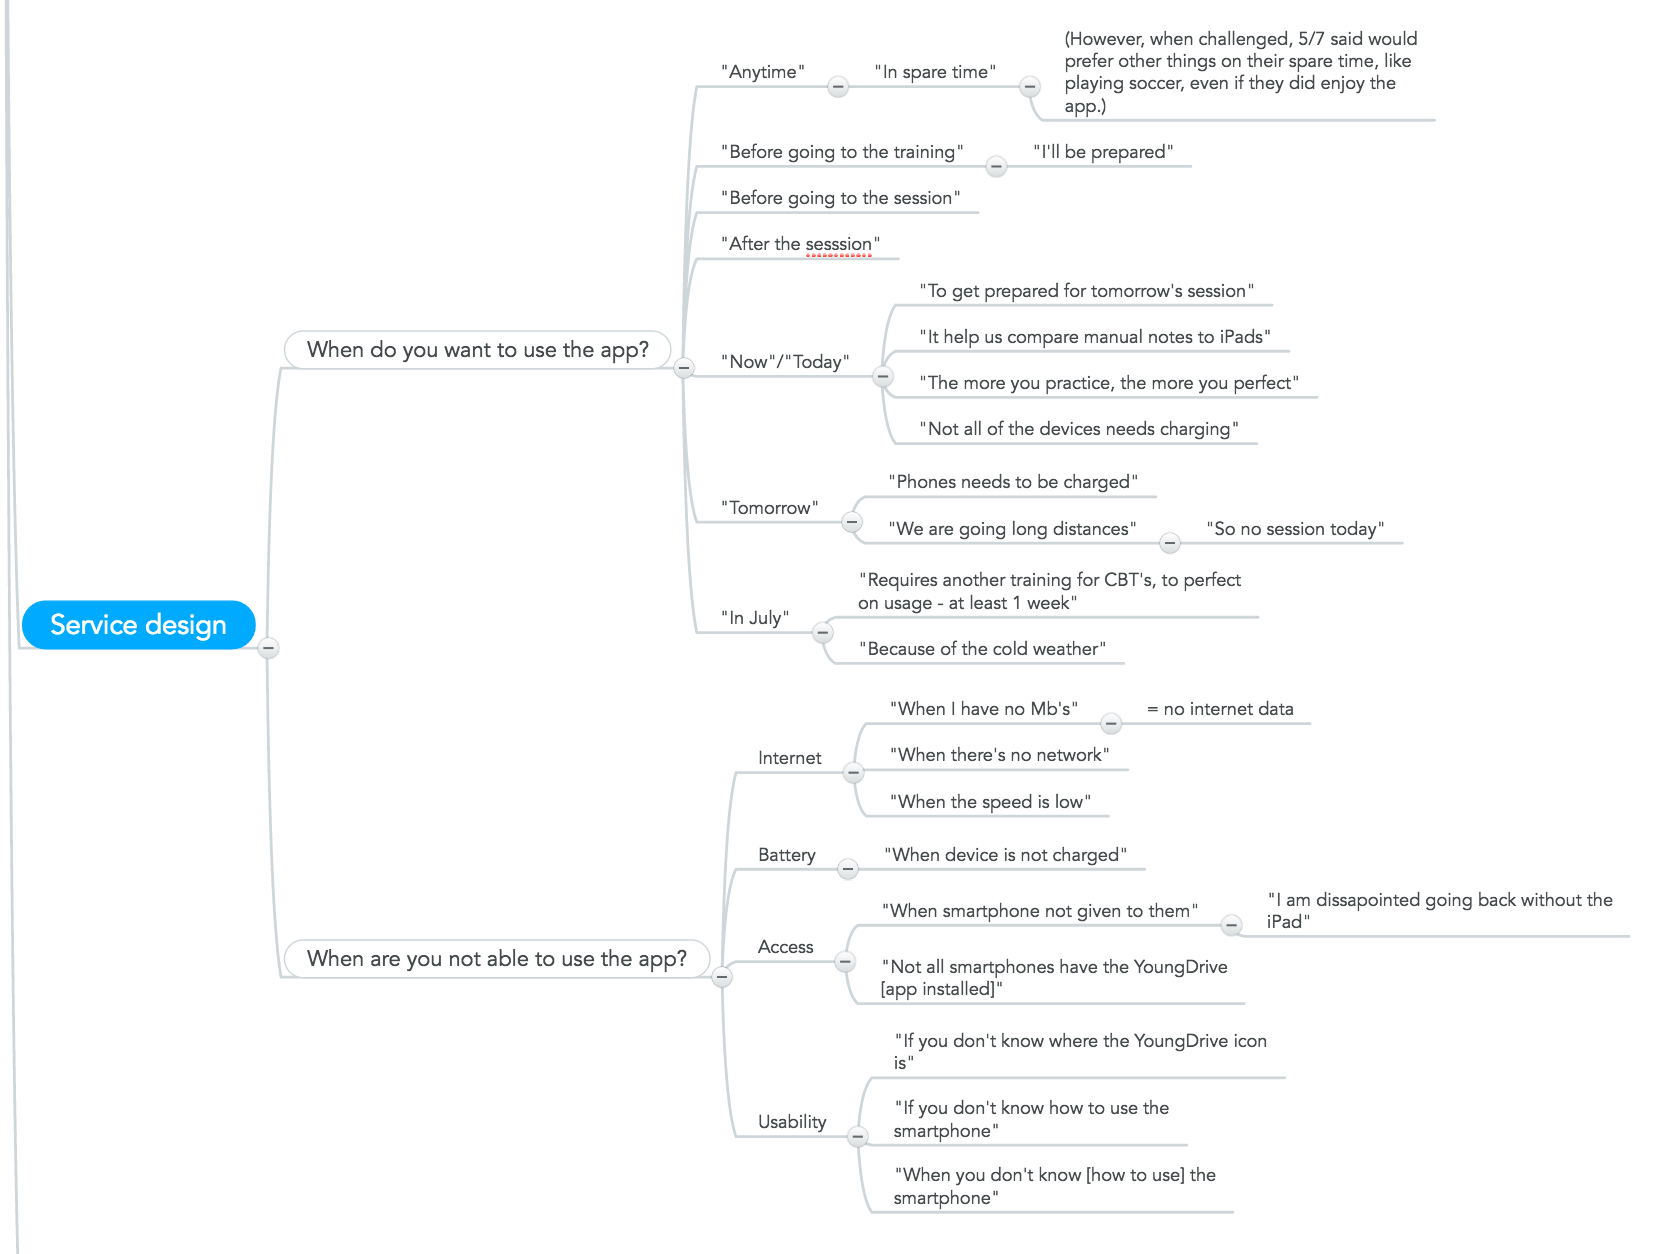 Service design
When do you want to use the app?
"Anytime"
"In spare time"
(However, when challenged, 5/7 said would
prefer other things on their spare time, like
playing soccer, even if they did enjoy the
app.)
"Before going to the training"
"I'll be prepared"
"Before going to the session"
"After the sesssion"
"Now"/"Today"
"To get prepared for tomorrow's session"
"It help us compare manual notes to iPads"
"The more you practice, the more you perfect"
"Not all of the devices needs charging"
"Tomorrow"
"Phones needs to be charged"
"We are going long distances"
"So no session today"
"In July"
"Requires another training for CBT's, to perfect
on usage - at least 1 week"
"Because of the cold weather"
When are you not able to use the app?
Internet
"When I have no Mb's"
= no internet data
"When there's no network"
"When the speed is low"
Battery
"When device is not charged"
Access
"When smartphone not given to them"
"I am dissapointed going back without the
iPad"
"Not all smartphones have the YoungDrive
[app installed]"
Usability
"If you don't know where the YoungDrive icon
is"
"If you don't know how to use the
smartphone"
"When you don't know [how to use] the
smartphone"